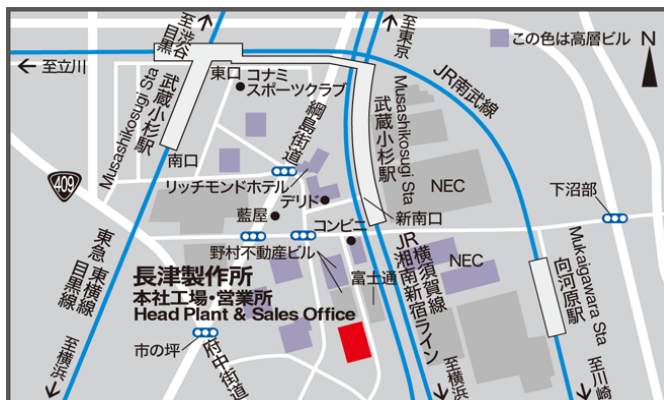 至渋谷
目黒
至東京
この色は高層ビル
N
至立川
東口
コナミ
スポーツクラブ
武蔵小杉駅
Musashikosugi Sta
綱島街道
武蔵小杉駅
Musashikosugi Sta
JR南武線
南口
409
リッチモンドホテル
NEC
下沼部
デリド
藍屋
新南口
コンビニ
野村不動産ビル
東急 東横線
目黒線
長津製作所
本社工場・営業所
Head Plant & Sales Office
富士通
JR横須賀線
湘南新宿ライン
NEC
向河原駅
Mukaigawara Sta
市の坪
府中街道
至横浜
至横浜
至川崎